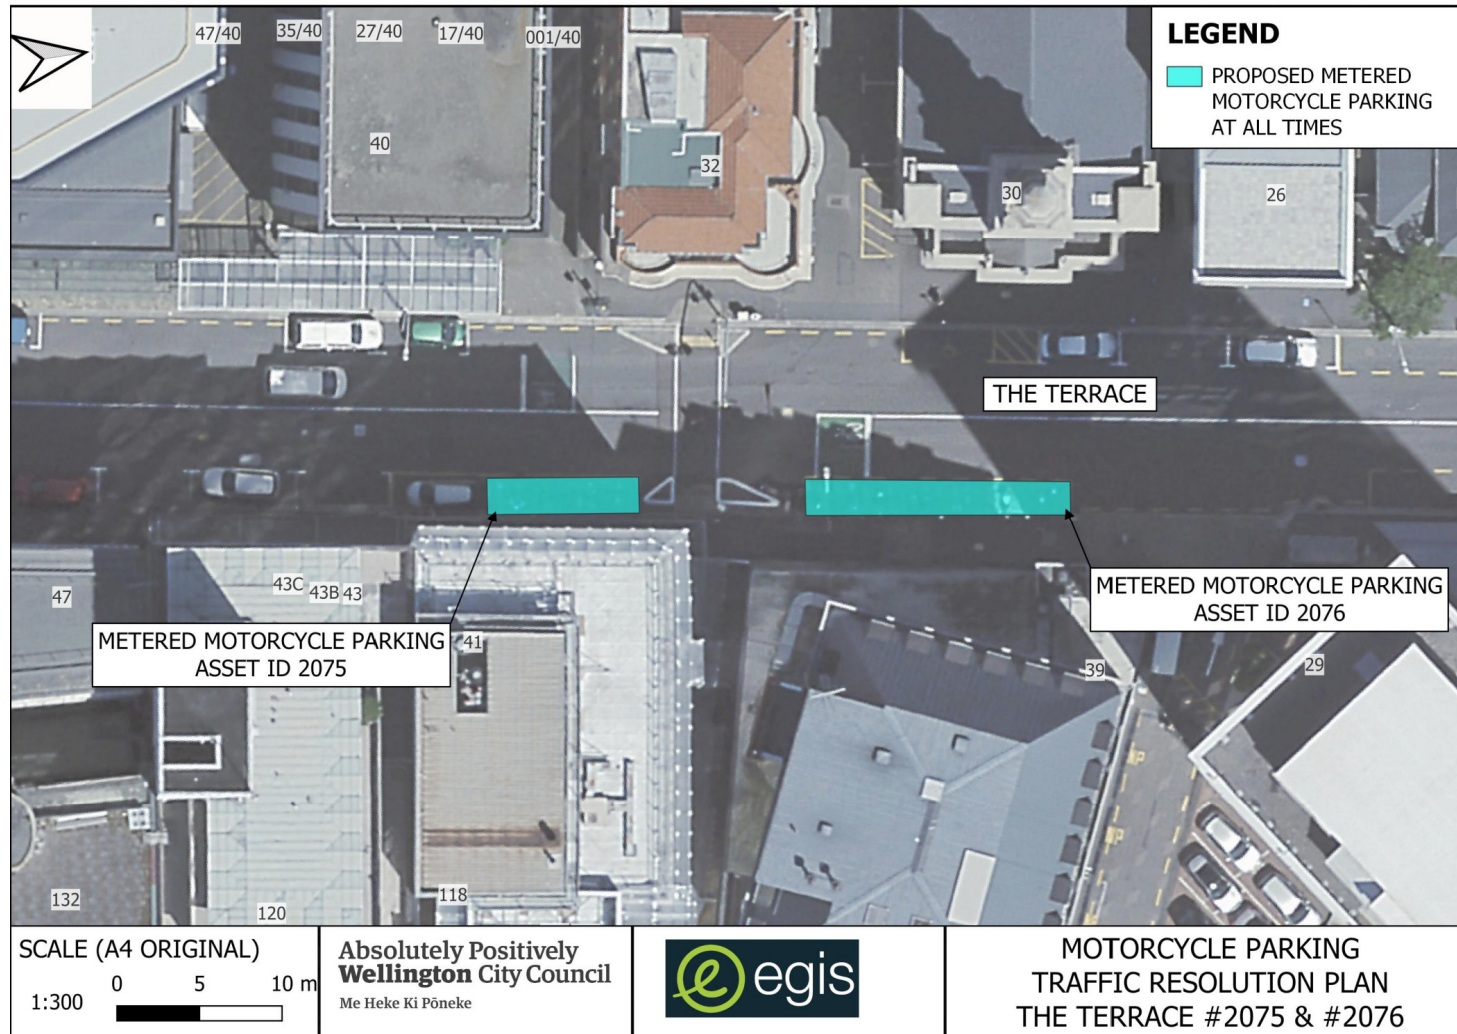 47/40
35/40
27/40
17/40
001/40
LEGEND
PROPOSED METERED
MOTORCYCLE PARKING
AT ALL TIMES
40
32
30
26
THE TERRACE
47
43C
43B
43
METERED MOTORCYCLE PARKING
ASSET ID 2075
41
METERED MOTORCYCLE PARKING
ASSET ID 2076
39
29
132
120
118
SCALE (A4 ORIGINAL)
0 5 10 m
1:300
Absolutely Positively
Wellington City Council
Me Heke Ki Pōneke
e egis
MOTORCYCLE PARKING
TRAFFIC RESOLUTION PLAN
THE TERRACE #2075 & #2076